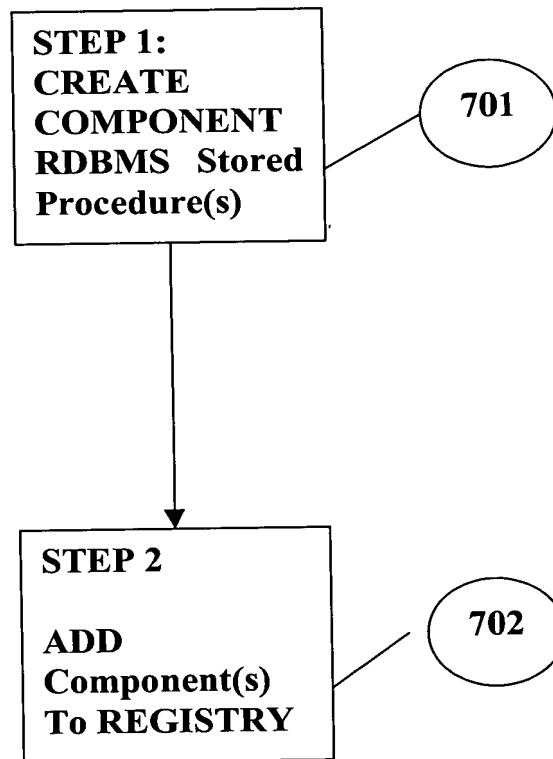 STEP 1:
CREATE
COMPONENT
RDBMS Stored
Procedure(s)
701
STEP 2
ADD
Component(s)
To REGISTRY
702